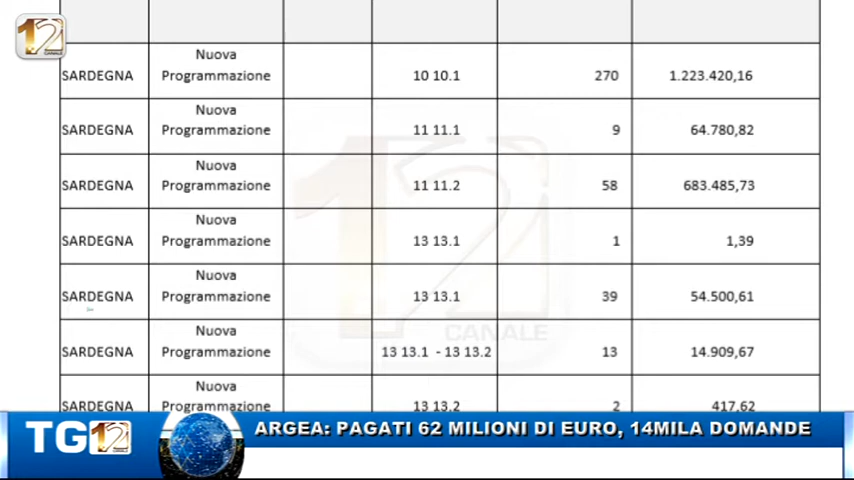 12
CANALE
SARDEGNA Nuova Programmazione 10 10.1 270 1.223.420,16
SARDEGNA Nuova Programmazione 11 11.1 9 64.780,82
SARDEGNA Nuova Programmazione 11 11.2 58 683.485,73
SARDEGNA Nuova Programmazione 13 13.1 1 1,39
SARDEGNA Nuova Programmazione 13 13.1 39 54.500,61
12
CANALE
SARDEGNA Nuova Programmazione 13 13.1 - 13 13.2 13 14.909,67
SARDEGNA Nuova Programmazione 13 13.2 2 417,62
TG12
ARGEA: PAGATI 62 MILIONI DI EURO, 14MILA DOMANDE